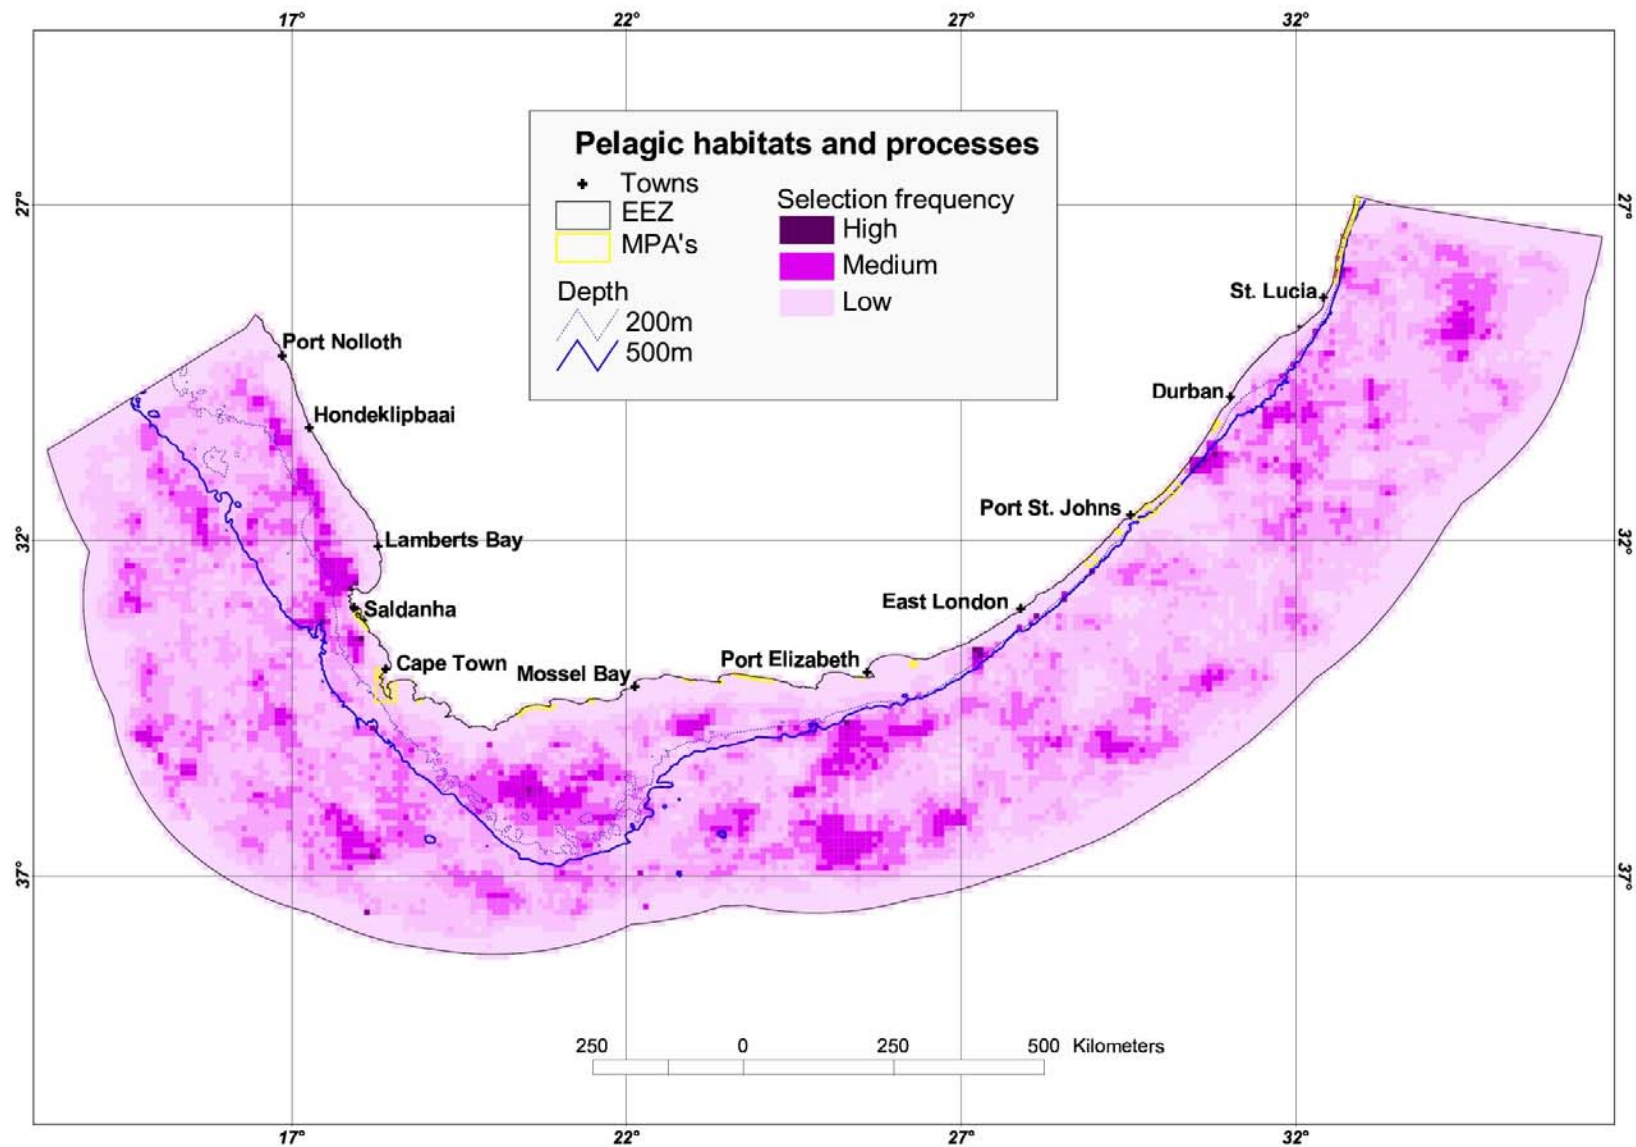 17° 22° 27° 32°
Pelagic habitats and processes
Towns
EEZ
MPA's
Depth
200m
500m
Selection frequency
High
Medium
Low
27° 27°
St. Lucia
Port Nolloth
Durban
Hondeklipbaai
Port St. Johns
32° 32°
Lamberts Bay
East London
Saldanha
Cape Town
Mossel Bay
Port Elizabeth
37° 37°
250 0 250 500 Kilometers
17° 22° 27° 32°